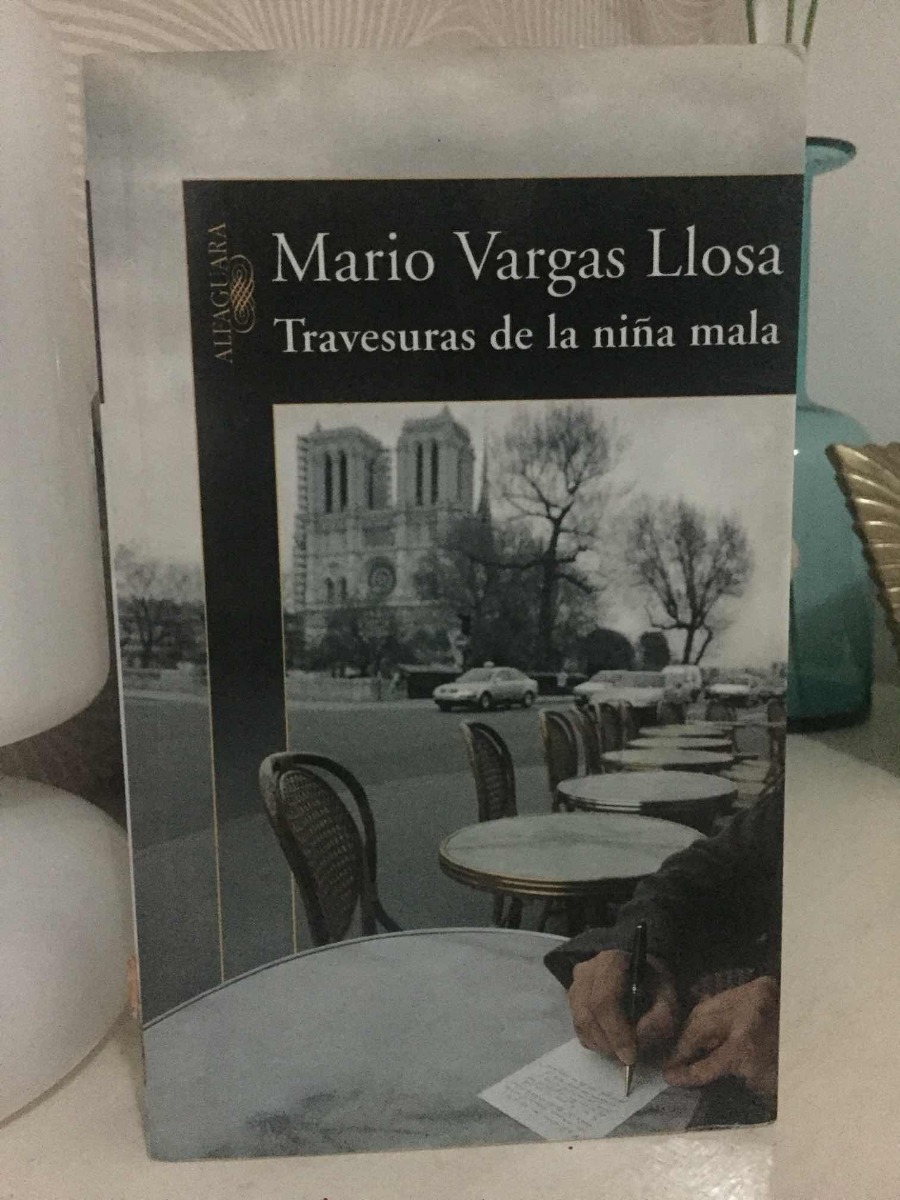 ALFAGUARA
Mario Vargas Llosa
Travesuras de la niña mala